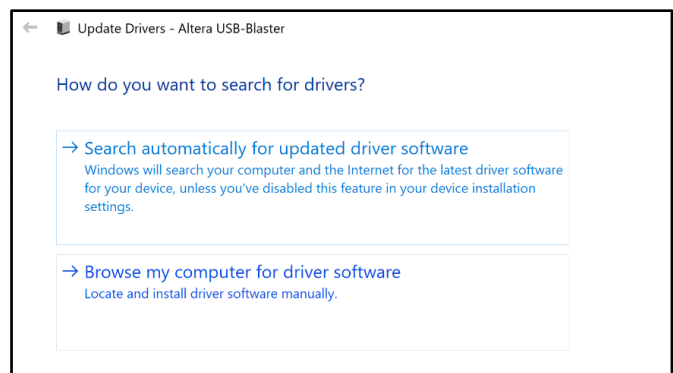 Update Drivers - Altera USB-Blaster
How do you want to search for drivers?
Search automatically for updated driver software
Windows will search your computer and the Internet for the latest driver software
for your device, unless you've disabled this feature in your device installation
settings.
Browse my computer for driver software
Locate and install driver software manually.